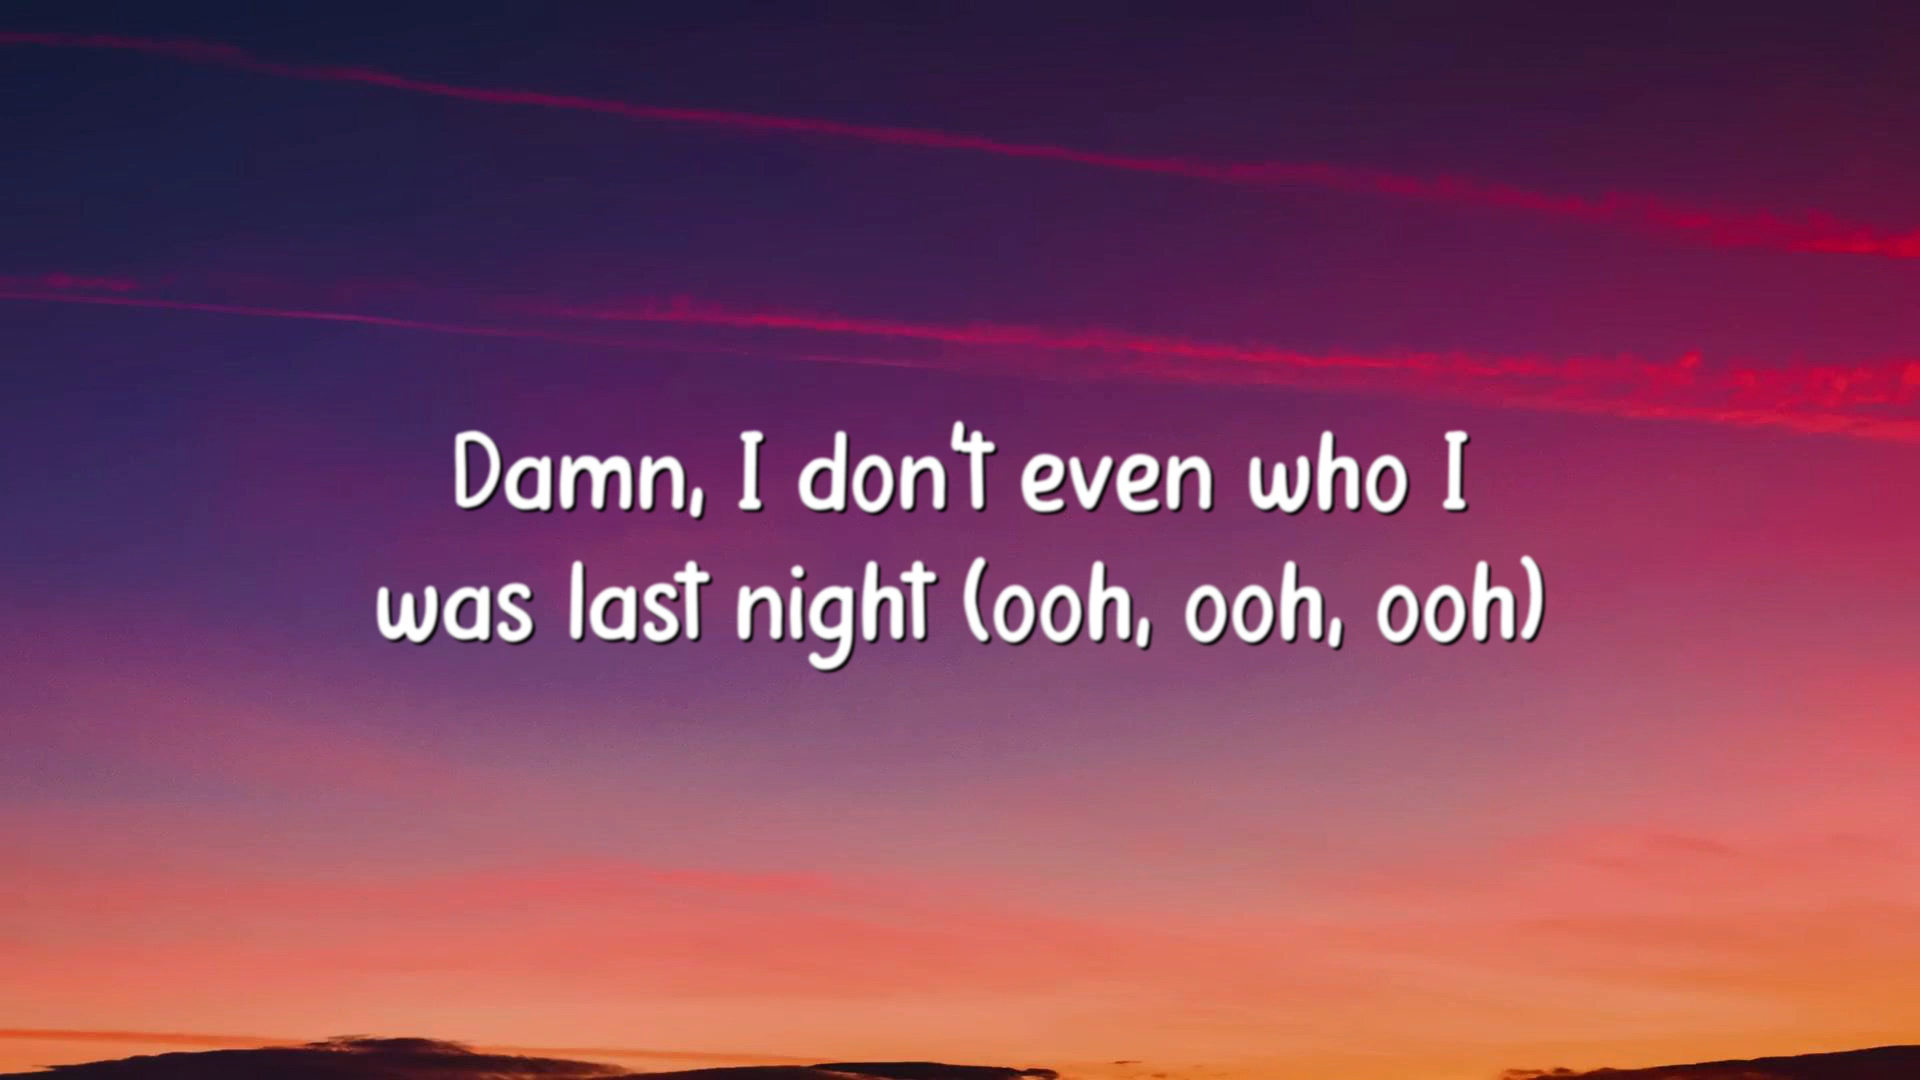 Damn, I don't even who I
was last night (ooh, ooh, ooh)